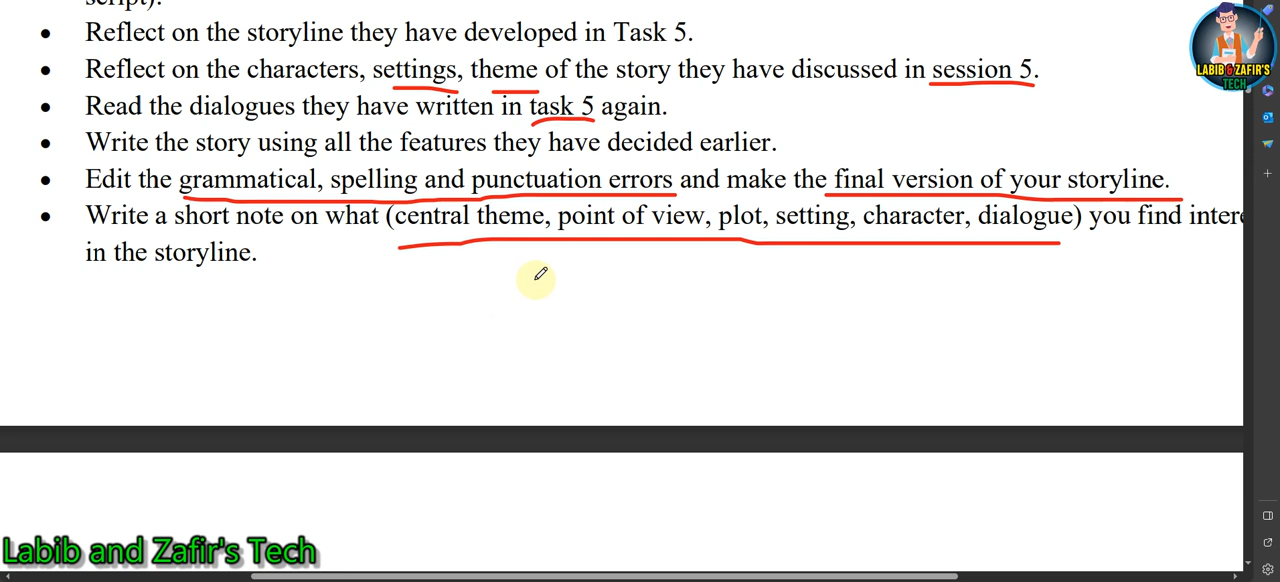 script).
• Reflect on the storyline they have developed in Task 5.
• Reflect on the characters, settings, theme of the story they have discussed in session 5.
• Read the dialogues they have written in task 5 again.
• Write the story using all the features they have decided earlier.
• Edit the grammatical, spelling and punctuation errors and make the final version of your storyline.
• Write a short note on what (central theme, point of view, plot, setting, character, dialogue) you find
in the storyline.
LABIB & ZAFIR'S
TECH
Labib and Zafir's Tech